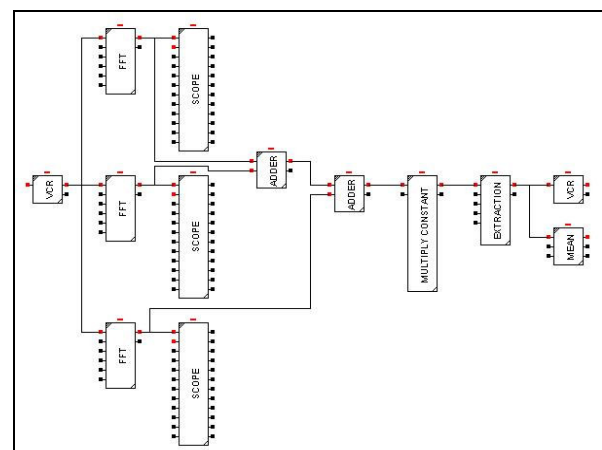 FFT
SCOPE
VCR
FFT
SCOPE
ADDER
ADDER
MULTIPLY CONSTANT
EXTRACTION
VCR
MEAN
FFT
SCOPE